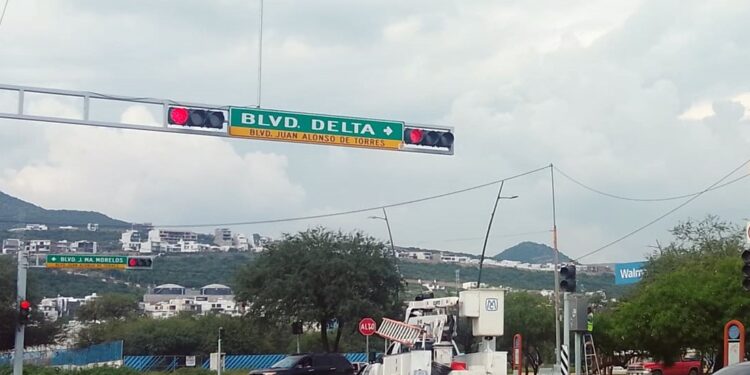 BLVD. DELTA →
BLVD. JUAN ALONSO DE TORRES
BLVD. J. MA. MORELOS
Walm
ALTO